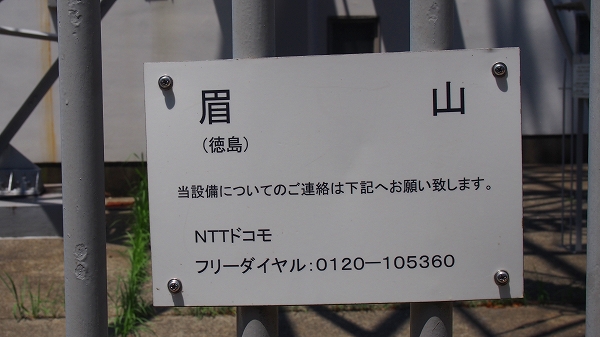 眉 山
(徳島)
当設備についてのご連絡は下記へお願い致します。
NTTドコモ
フリーダイヤル:0120ー105360